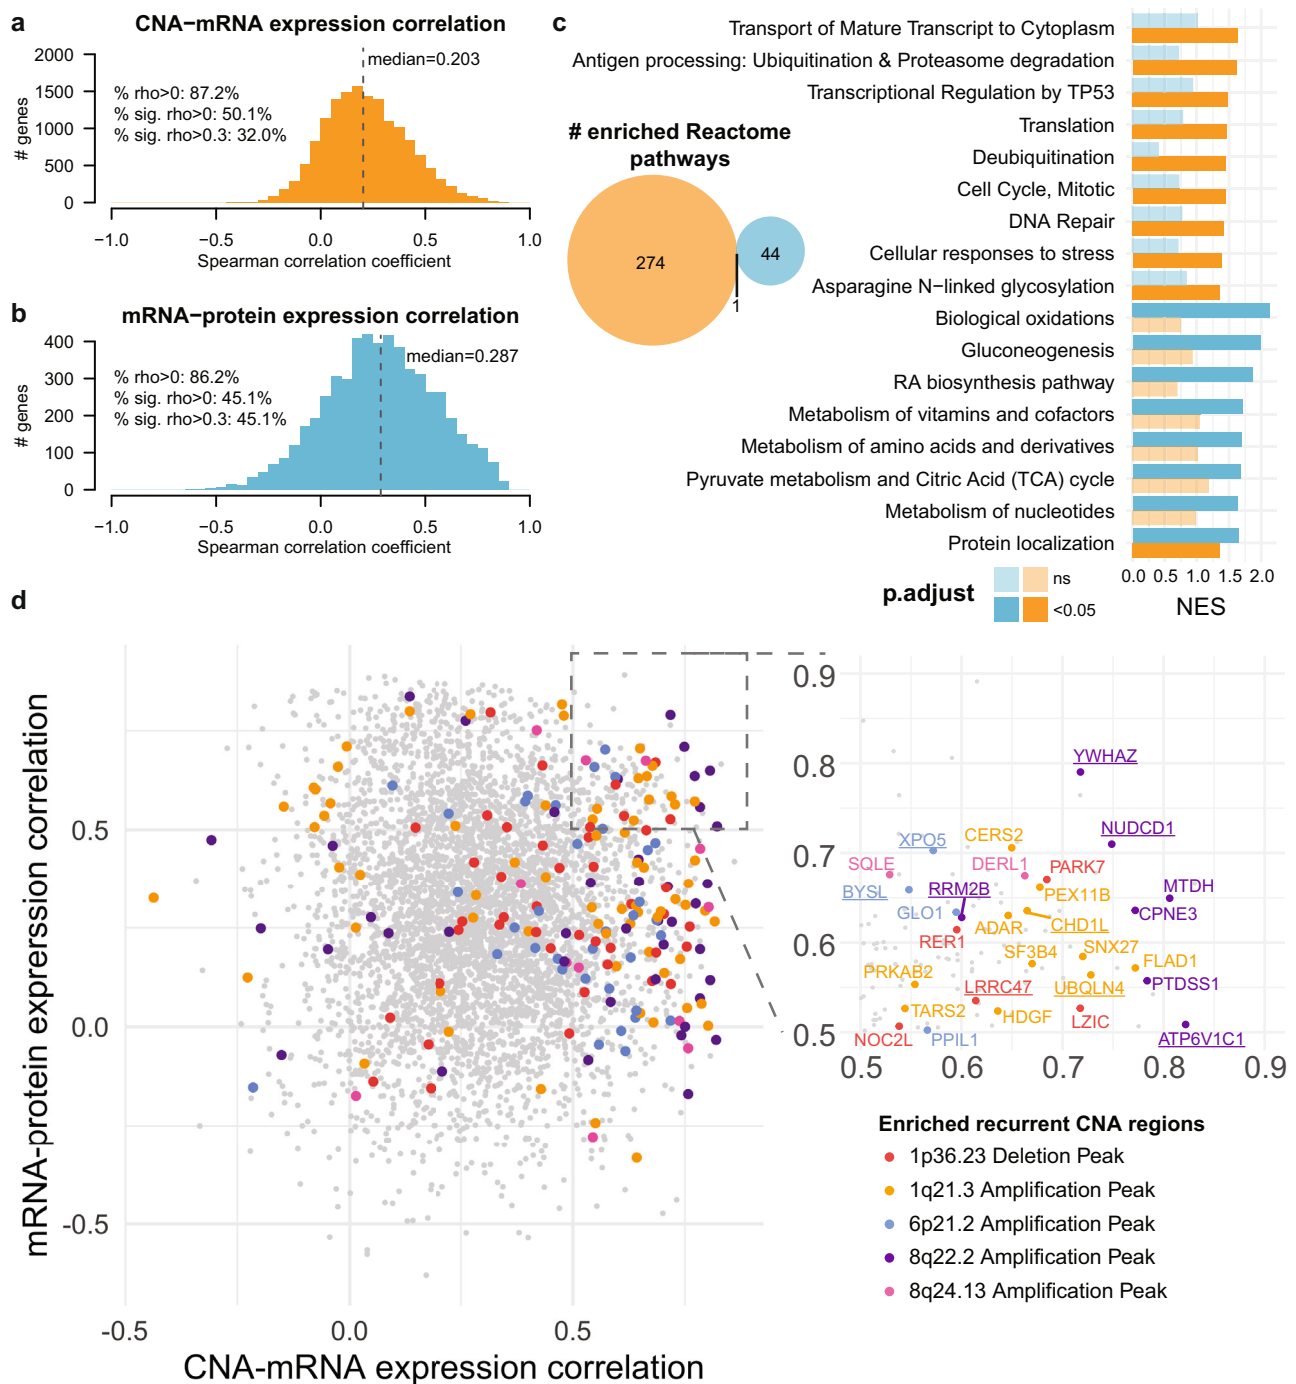 a
CNA−mRNA expression correlation
2000
1500
1000
500
0
# genes
median=0.203
% rho>0: 87.2%
% sig. rho>0: 50.1%
% sig. rho>0.3: 32.0%
−1.0 −0.5 0.0 0.5 1.0
Spearman correlation coefficient
b
mRNA−protein expression correlation
400
300
200
100
0
# genes
median=0.287
% rho>0: 86.2%
% sig. rho>0: 45.1%
% sig. rho>0.3: 45.1%
−1.0 −0.5 0.0 0.5 1.0
Spearman correlation coefficient
c
# enriched Reactome
pathways
274
44
1
Transport of Mature Transcript to Cytoplasm
Antigen processing: Ubiquitination & Proteasome degradation
Transcriptional Regulation by TP53
Translation
Deubiquitination
Cell Cycle, Mitotic
DNA Repair
Cellular responses to stress
Asparagine N−linked glycosylation
Biological oxidations
Gluconeogenesis
RA biosynthesis pathway
Metabolism of vitamins and cofactors
Metabolism of amino acids and derivatives
Pyruvate metabolism and Citric Acid (TCA) cycle
Metabolism of nucleotides
Protein localization
0.0 0.5 1.0 1.5 2.0
NES
p.adjust
ns
<0.05
d
mRNA-protein exprerssion correlation
0.5
0.0
-0.5
-0.5 0.0 0.5
CNA-mRNA expression correlation
0.9
0.8
0.7
0.6
0.5
YWHAZ
NUDCD1
XPO5
CERS2
SQLE
DERL1
PARK7
BYSL
RRM2B
PEX11B
MTDH
GLO1
CPNE3
ADAR
CHD1L
RER1
SF3B4
SNX27
PRKAB2
FLAD1
LRRC47
UBQLN4
PTDSS1
TARS2
HDGF
LZIC
NOC2L
PPIL1
ATP6V1C1
0.5 0.6 0.7 0.8 0.9
Enriched recurrent CNA regions
1p36.23 Deletion Peak
1q21.3 Amplification Peak
6p21.2 Amplification Peak
8q22.2 Amplification Peak
8q24.13 Amplification Peak